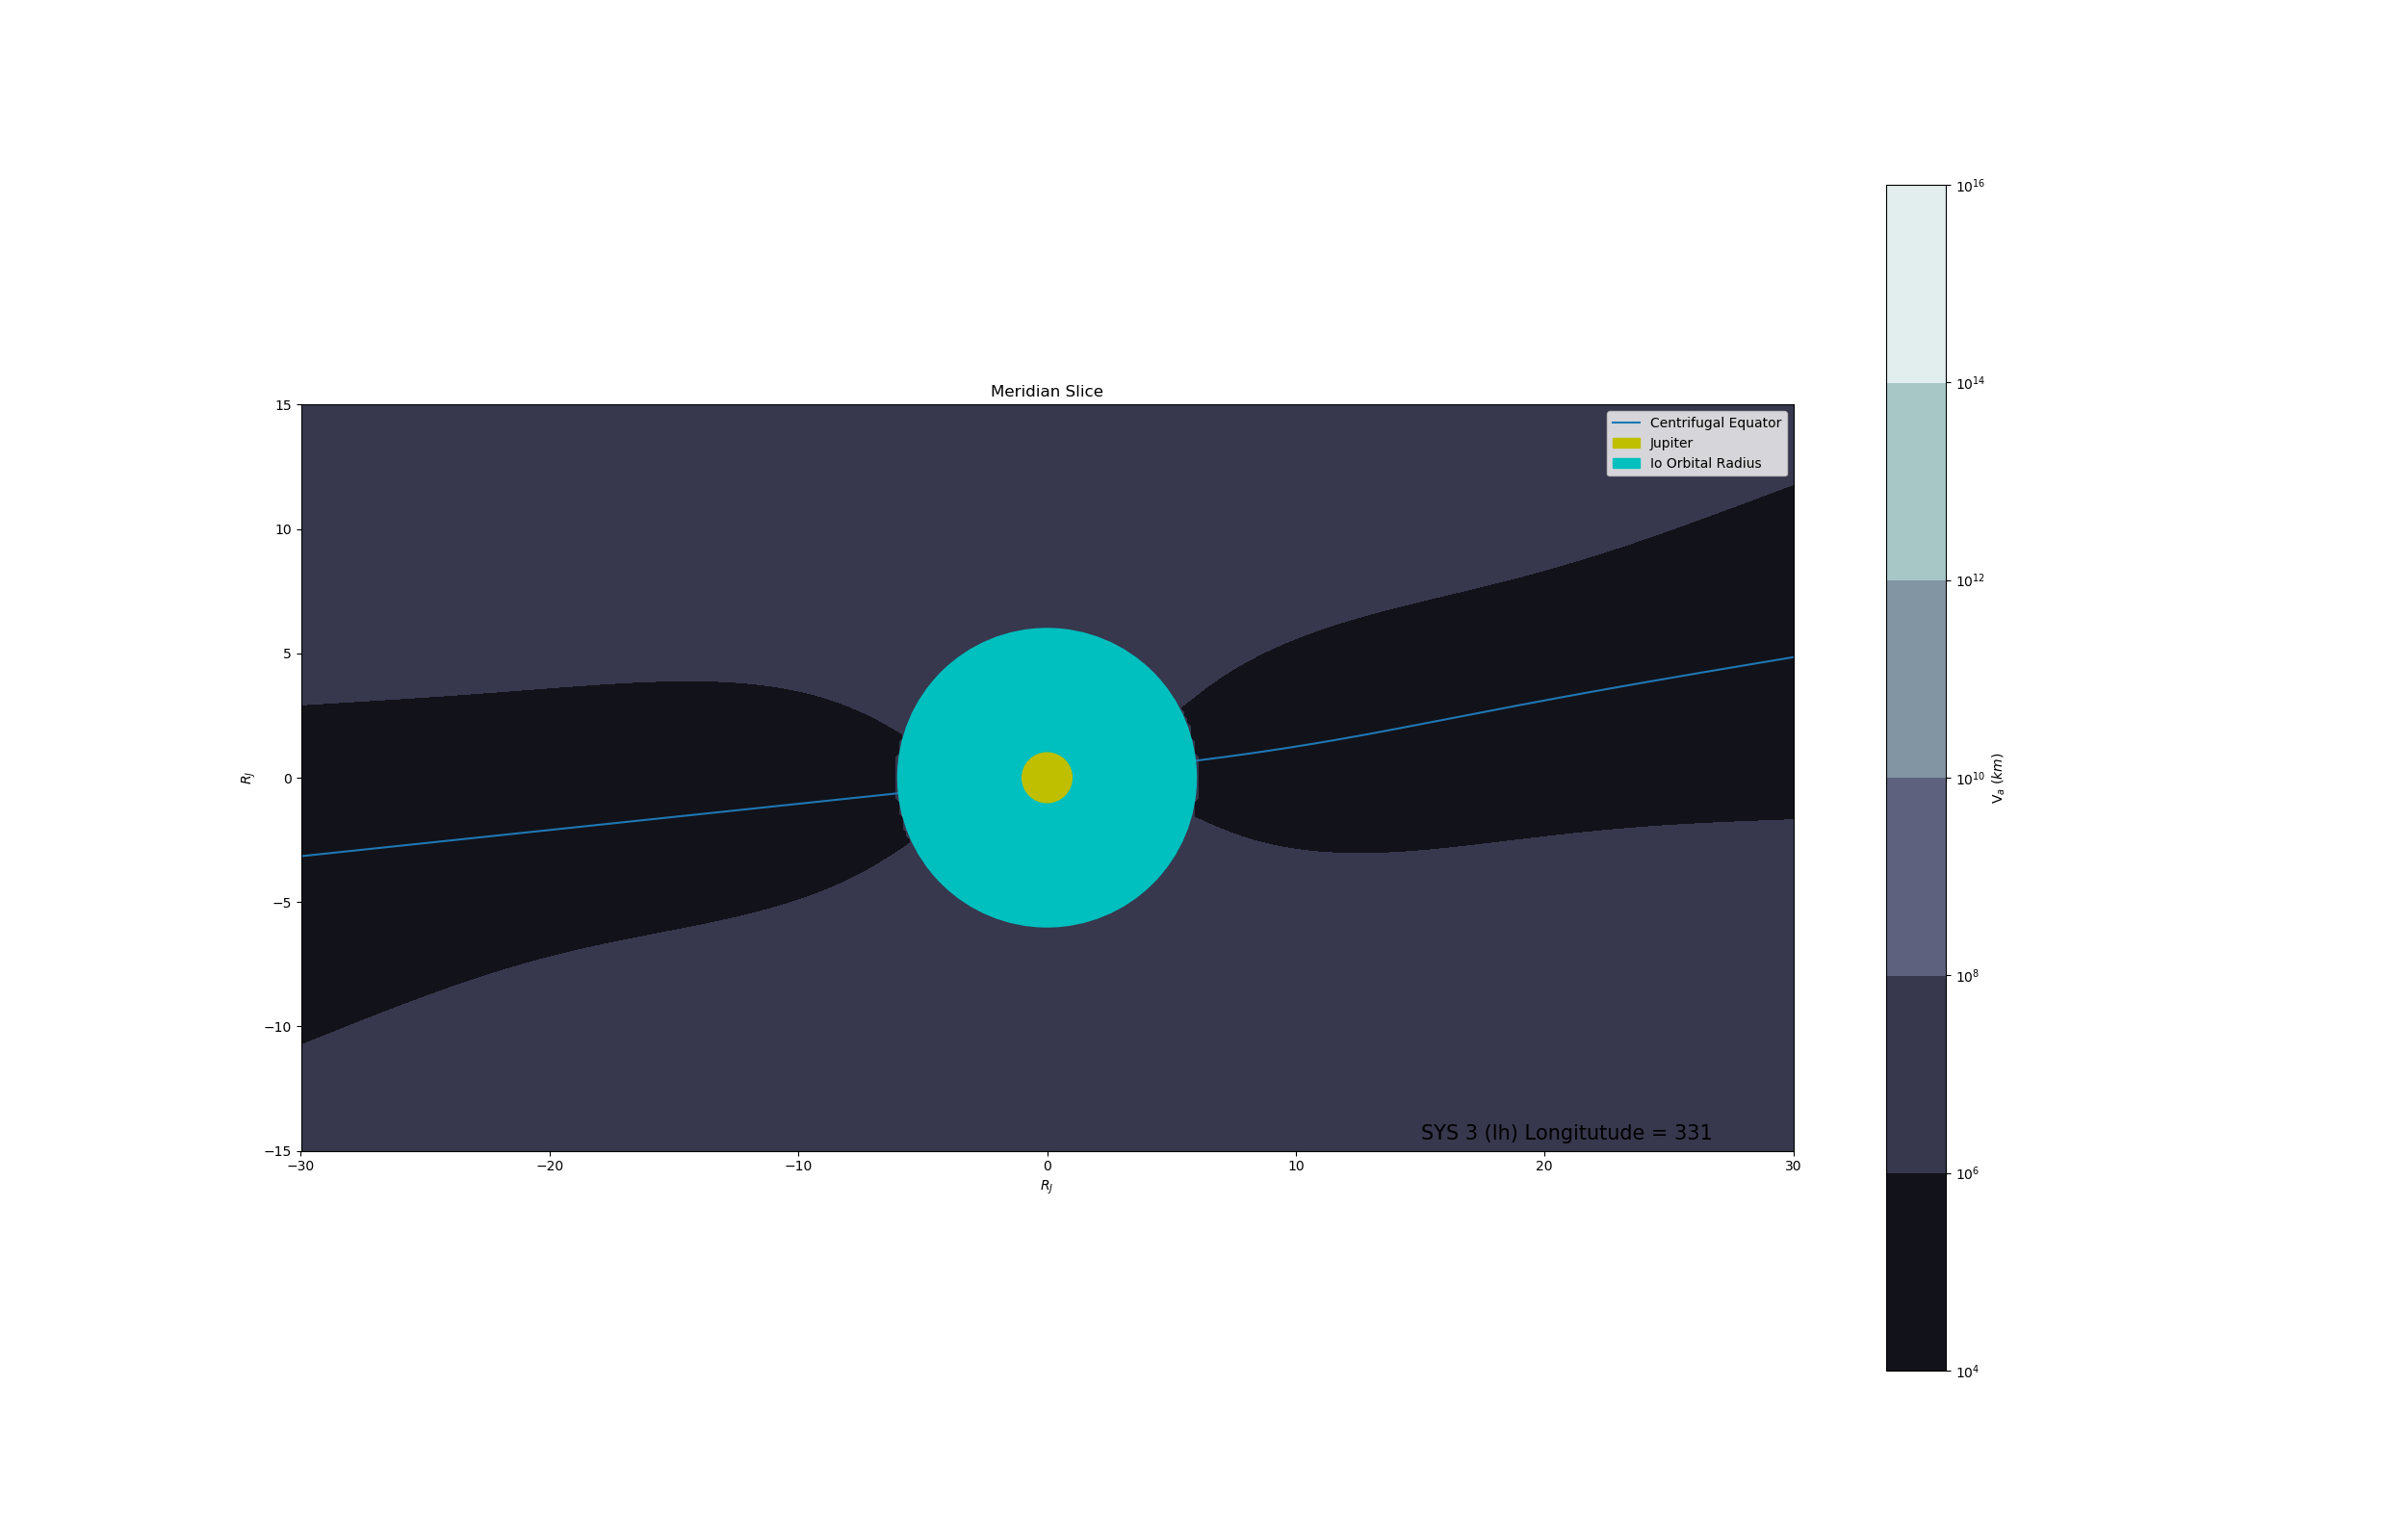 Meridian Slice
15
10
5
0
−5
−10
−15
R_J
−30
−20
−10
0
10
20
30
R_J
Centrifugal Equator
Jupiter
Io Orbital Radius
SYS 3 (lh) Longitutude = 331
10^16
10^14
10^12
10^10
10^8
10^6
10^4
V_a (km)